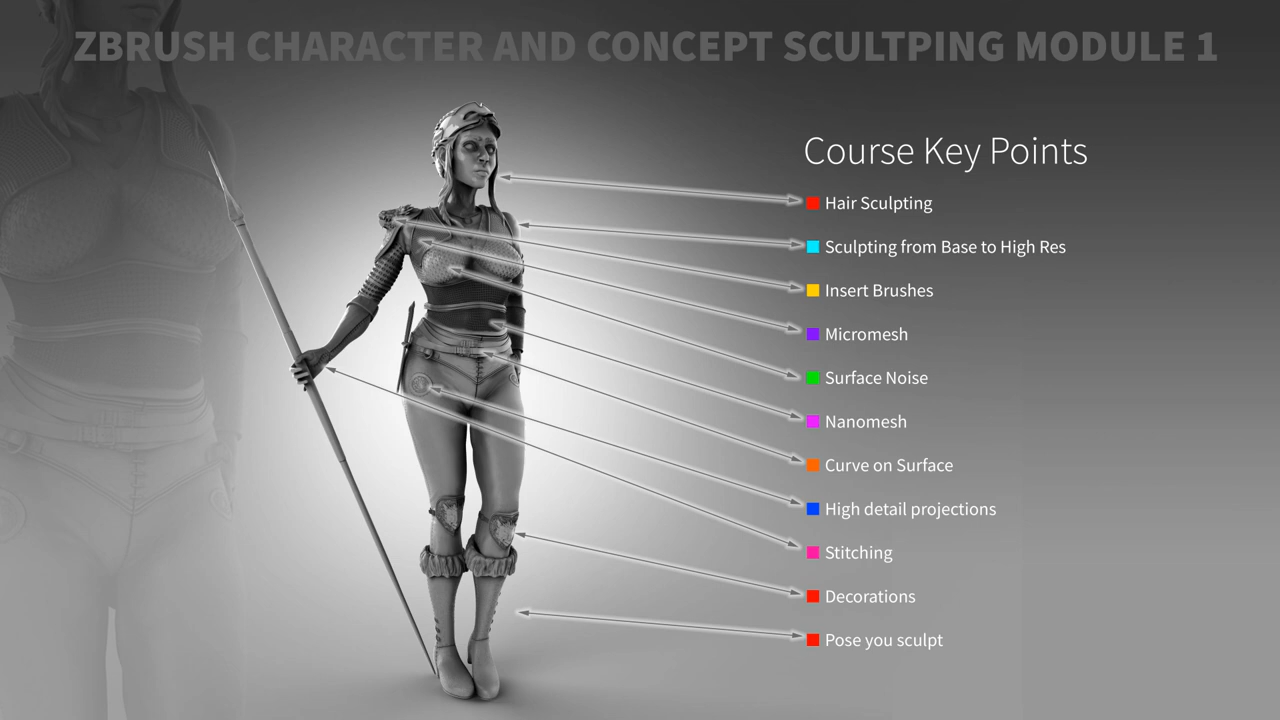 ZBRUSH CHARACTER AND CONCEPT SCULTPING MODULE 1
Course Key Points
Hair Sculpting
Sculpting from Base to High Res
Insert Brushes
Micromesh
Surface Noise
Nanomesh
Curve on Surface
High detail projections
Stitching
Decorations
Pose you sculpt